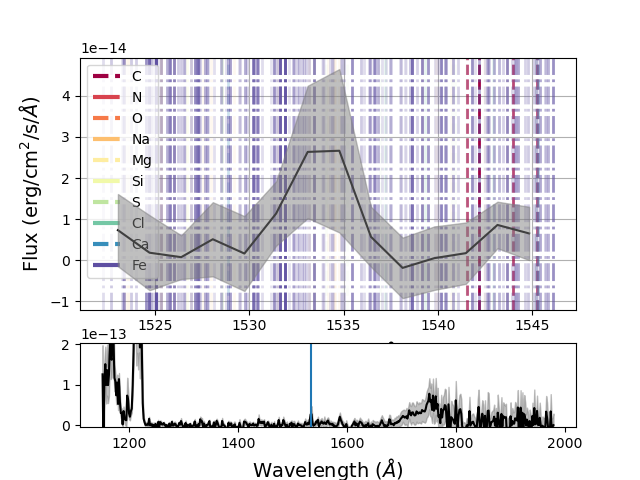 1e−14
Flux (erg/cm²/s/Å)
4
3
2
1
0
−1
C
N
O
Na
Mg
Si
S
Cl
Ca
Fe
1525 1530 1535 1540 1545
1e−13
2
1
0
1200 1400 1600 1800 2000
Wavelength (Å)